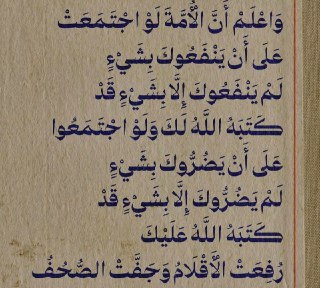 وَاعْلَمْ أَنَّ الْأُمَّةَ لَوْ اجْتَمَعَتْ
عَلَى أَنْ يَنْفَعُوكَ بِشَيْءٍ
لَمْ يَنْفَعُوكَ إِلَّا بِشَيْءٍ قَدْ
كَتَبَهُ اللَّهُ لَكَ وَلَوْ اجْتَمَعُوا
عَلَى أَنْ يَضُرُّوكَ بِشَيْءٍ
لَمْ يَضُرُّوكَ إِلَّا بِشَيْءٍ قَدْ
كَتَبَهُ اللَّهُ عَلَيْكَ
رُفِعَتْ الْأَقْلَامُ وَجَفَّتْ الصُّحُفُ